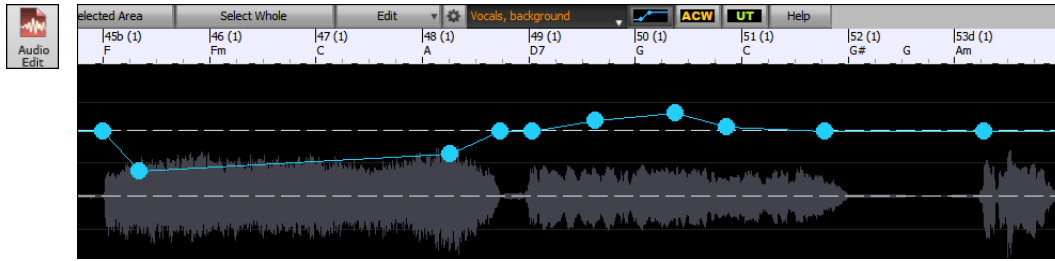 Audio
Edit
elected Area Select Whole Edit Vocals, background ACW UT Help
45b (1) 46 (1) 47 (1) 48 (1) 49 (1) 50 (1) 51 (1) 52 (1) 53d (1)
F Fm C A D7 G C G# G Am